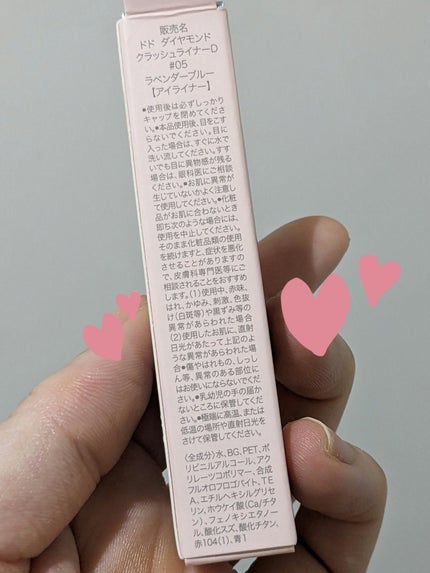 販売名
ドド ダイヤモンド
クラッシュライナーD
#05
ラベンダーブルー
【アイライナー】
●使用後は必ずしっかり
キャップを閉めてくださ
い。●本品使用後、目をこす
らないでください。目に
入った場合は、すぐに水で
洗い流してください。すす
いでも目に異物感が残る
場合は、眼科医にご相談
ください。●お肌に異常が
生じていないかよく注意し
て使用してください。●化粧
品がお肌に合わないとき
即ち次のような場合には、
使用を中止してください。
そのまま化粧品類の使用
を続けますと、症状を悪化
させることがありますの
で、皮膚科専門医等にご
相談されることをおすすめ
します。(1)使用中、赤味、
はれ、かゆみ、刺激、色抜
け(白斑等)や黒ずみ等の
異常があらわれた場合
(2)使用したお肌に、直射
日光があたって上記のよ
うな異常があらわれた場
合●傷やはれもの、しっし
ん等、異常のある部位に
はお使いにならないでくだ
さい。●乳幼児の手の届か
ないところに保管してくだ
さい。●極端に高温、または
低温の場所や直射日光を
さけて保管してください。
〈全成分〉水、BG、PET、ポ
リビニルアルコール、アク
リレーツコポリマー、合成
フルオロフロゴパイト、TE
A、エチルヘキシルグリセ
リン、ホウケイ酸(Ca/チタ
ン)、フェノキシエタノー
ル、酸化スズ、酸化チタン、
赤104(1)、青1